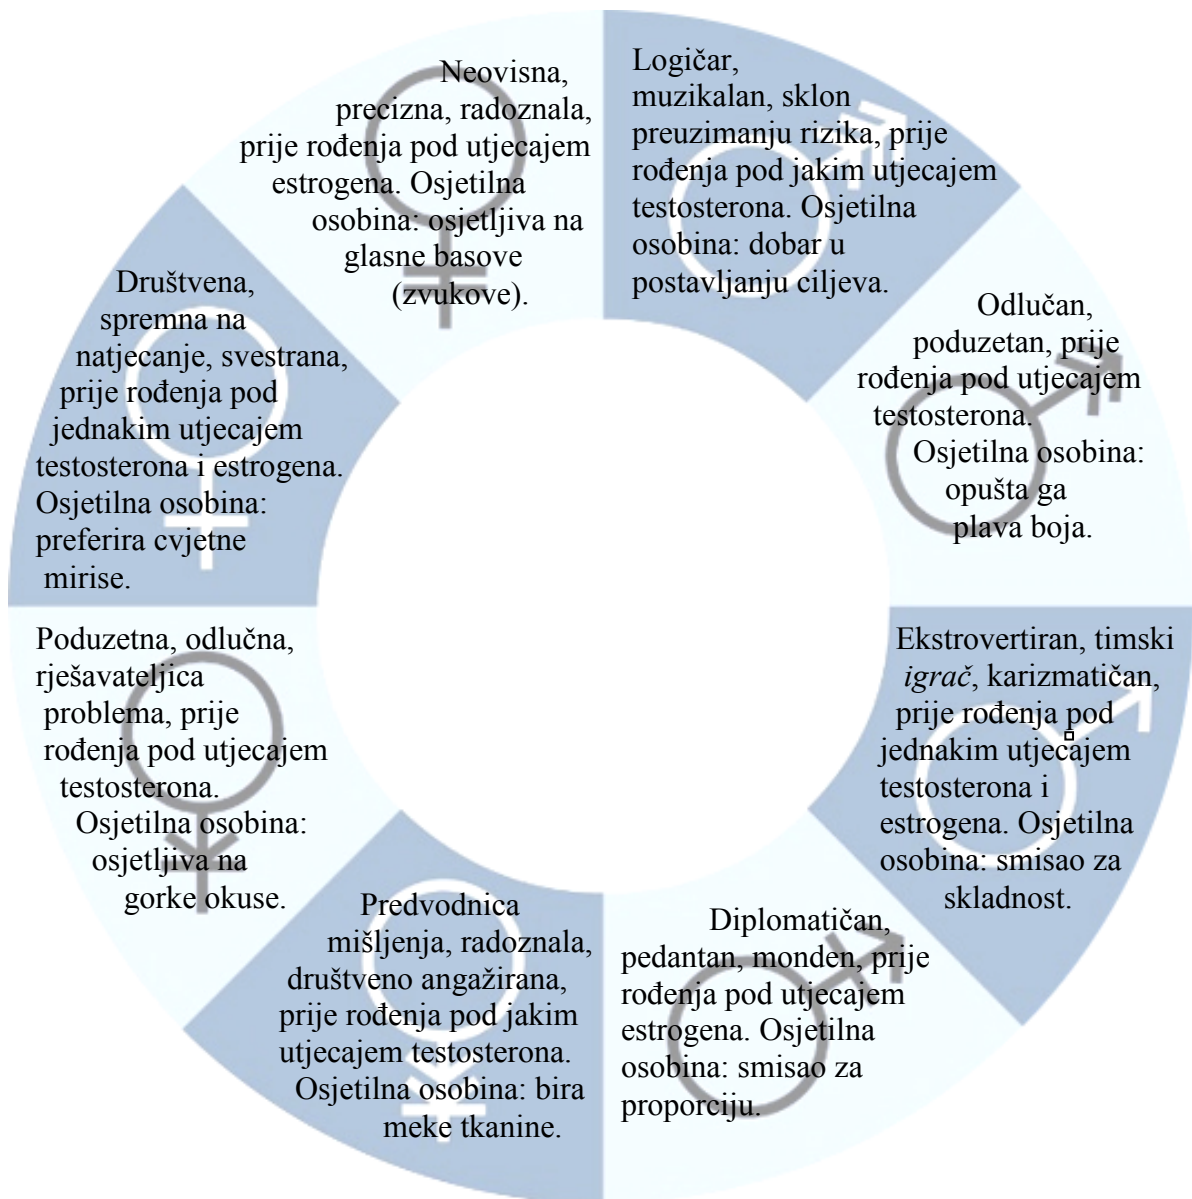 Neovisna,
precizna, radoznala,
prije rođenja pod utjecajem
estrogena. Osjetilna
osobina: osjetljiva na
glasne basove
(zvukove).
Logičar,
muzikalan, sklon
preuzimanju rizika, prije
rođenja pod jakim utjecajem
testosterona. Osjetilna
osobina: dobar u
postavljanju ciljeva.
Odlučan,
poduzetan, prije
rođenja pod utjecajem
testosterona.
Osjetilna osobina:
opušta ga
plava boja.
Ekstrovertiran, timski
igrač, karizmatičan,
prije rođenja pod
jednakim utjecajem
testosterona i
estrogena. Osjetilna
osobina: smisao za
skladnost.
Diplomatičan,
pedantan, monden, prije
rođenja pod utjecajem
estrogena. Osjetilna
osobina: smisao za
proporciju.
Predvodnica
mišljenja, radoznala,
društveno angažirana,
prije rođenja pod jakim
utjecajem testosterona.
Osjetilna osobina: bira
meke tkanine.
Poduzetna, odlučna,
rješavateljica
problema, prije
rođenja pod utjecajem
testosterona.
Osjetilna osobina:
osjetljiva na
gorke okuse.
Društvena,
spremna na
natjecanje, svestrana,
prije rođenja pod
jednakim utjecajem
testosterona i estrogena.
Osjetilna osobina:
preferira cvjetne
mirise.